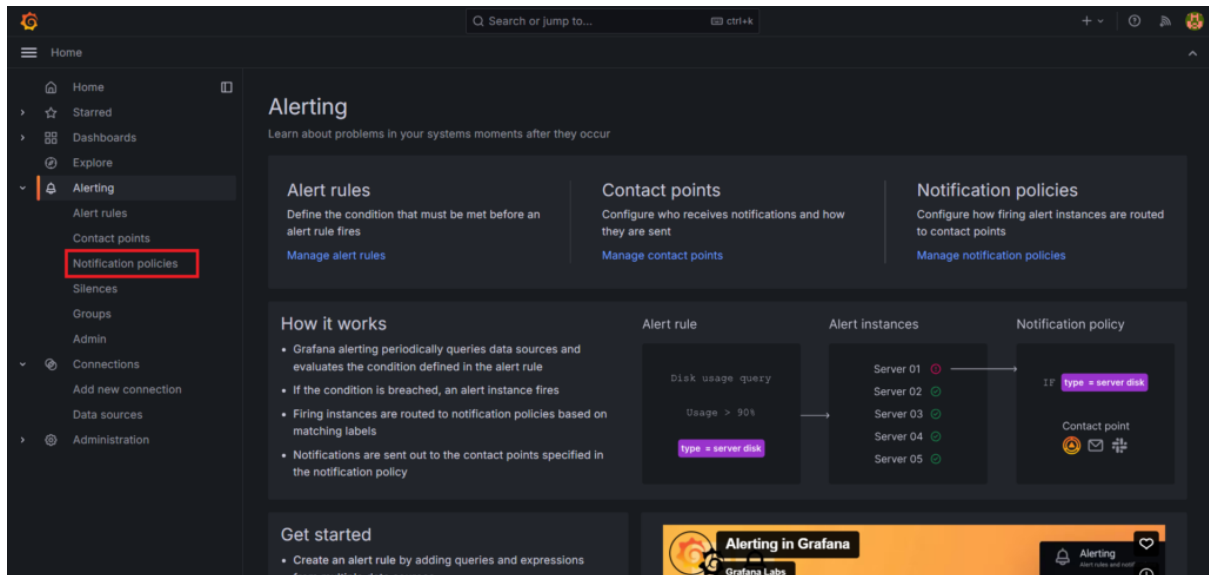 Search or jump to...
ctrl+k
Home
Home
Starred
Dashboards
Explore
Alerting
Alert rules
Contact points
Notification policies
Silences
Groups
Admin
Connections
Add new connection
Data sources
Administration
Alerting
Learn about problems in your systems moments after they occur
Alert rules
Define the condition that must be met before an
alert rule fires
Manage alert rules
Contact points
Configure who receives notifications and how
they are sent
Manage contact points
Notification policies
Configure how firing alert instances are routed
to contact points
Manage notification policies
How it works
• Grafana alerting periodically queries data sources and
evaluates the condition defined in the alert rule
• If the condition is breached, an alert instance fires
• Firing instances are routed to notification policies based on
matching labels
• Notifications are sent out to the contact points specified in
the notification policy
Alert rule
Disk usage query
Usage > 90%
type = server disk
Alert instances
Server 01
Server 02
Server 03
Server 04
Server 05
Notification policy
IF type = server disk
Contact point
Get started
• Create an alert rule by adding queries and expressions
Alerting in Grafana
Grafana Labs
Alerting
Alert rules and notif